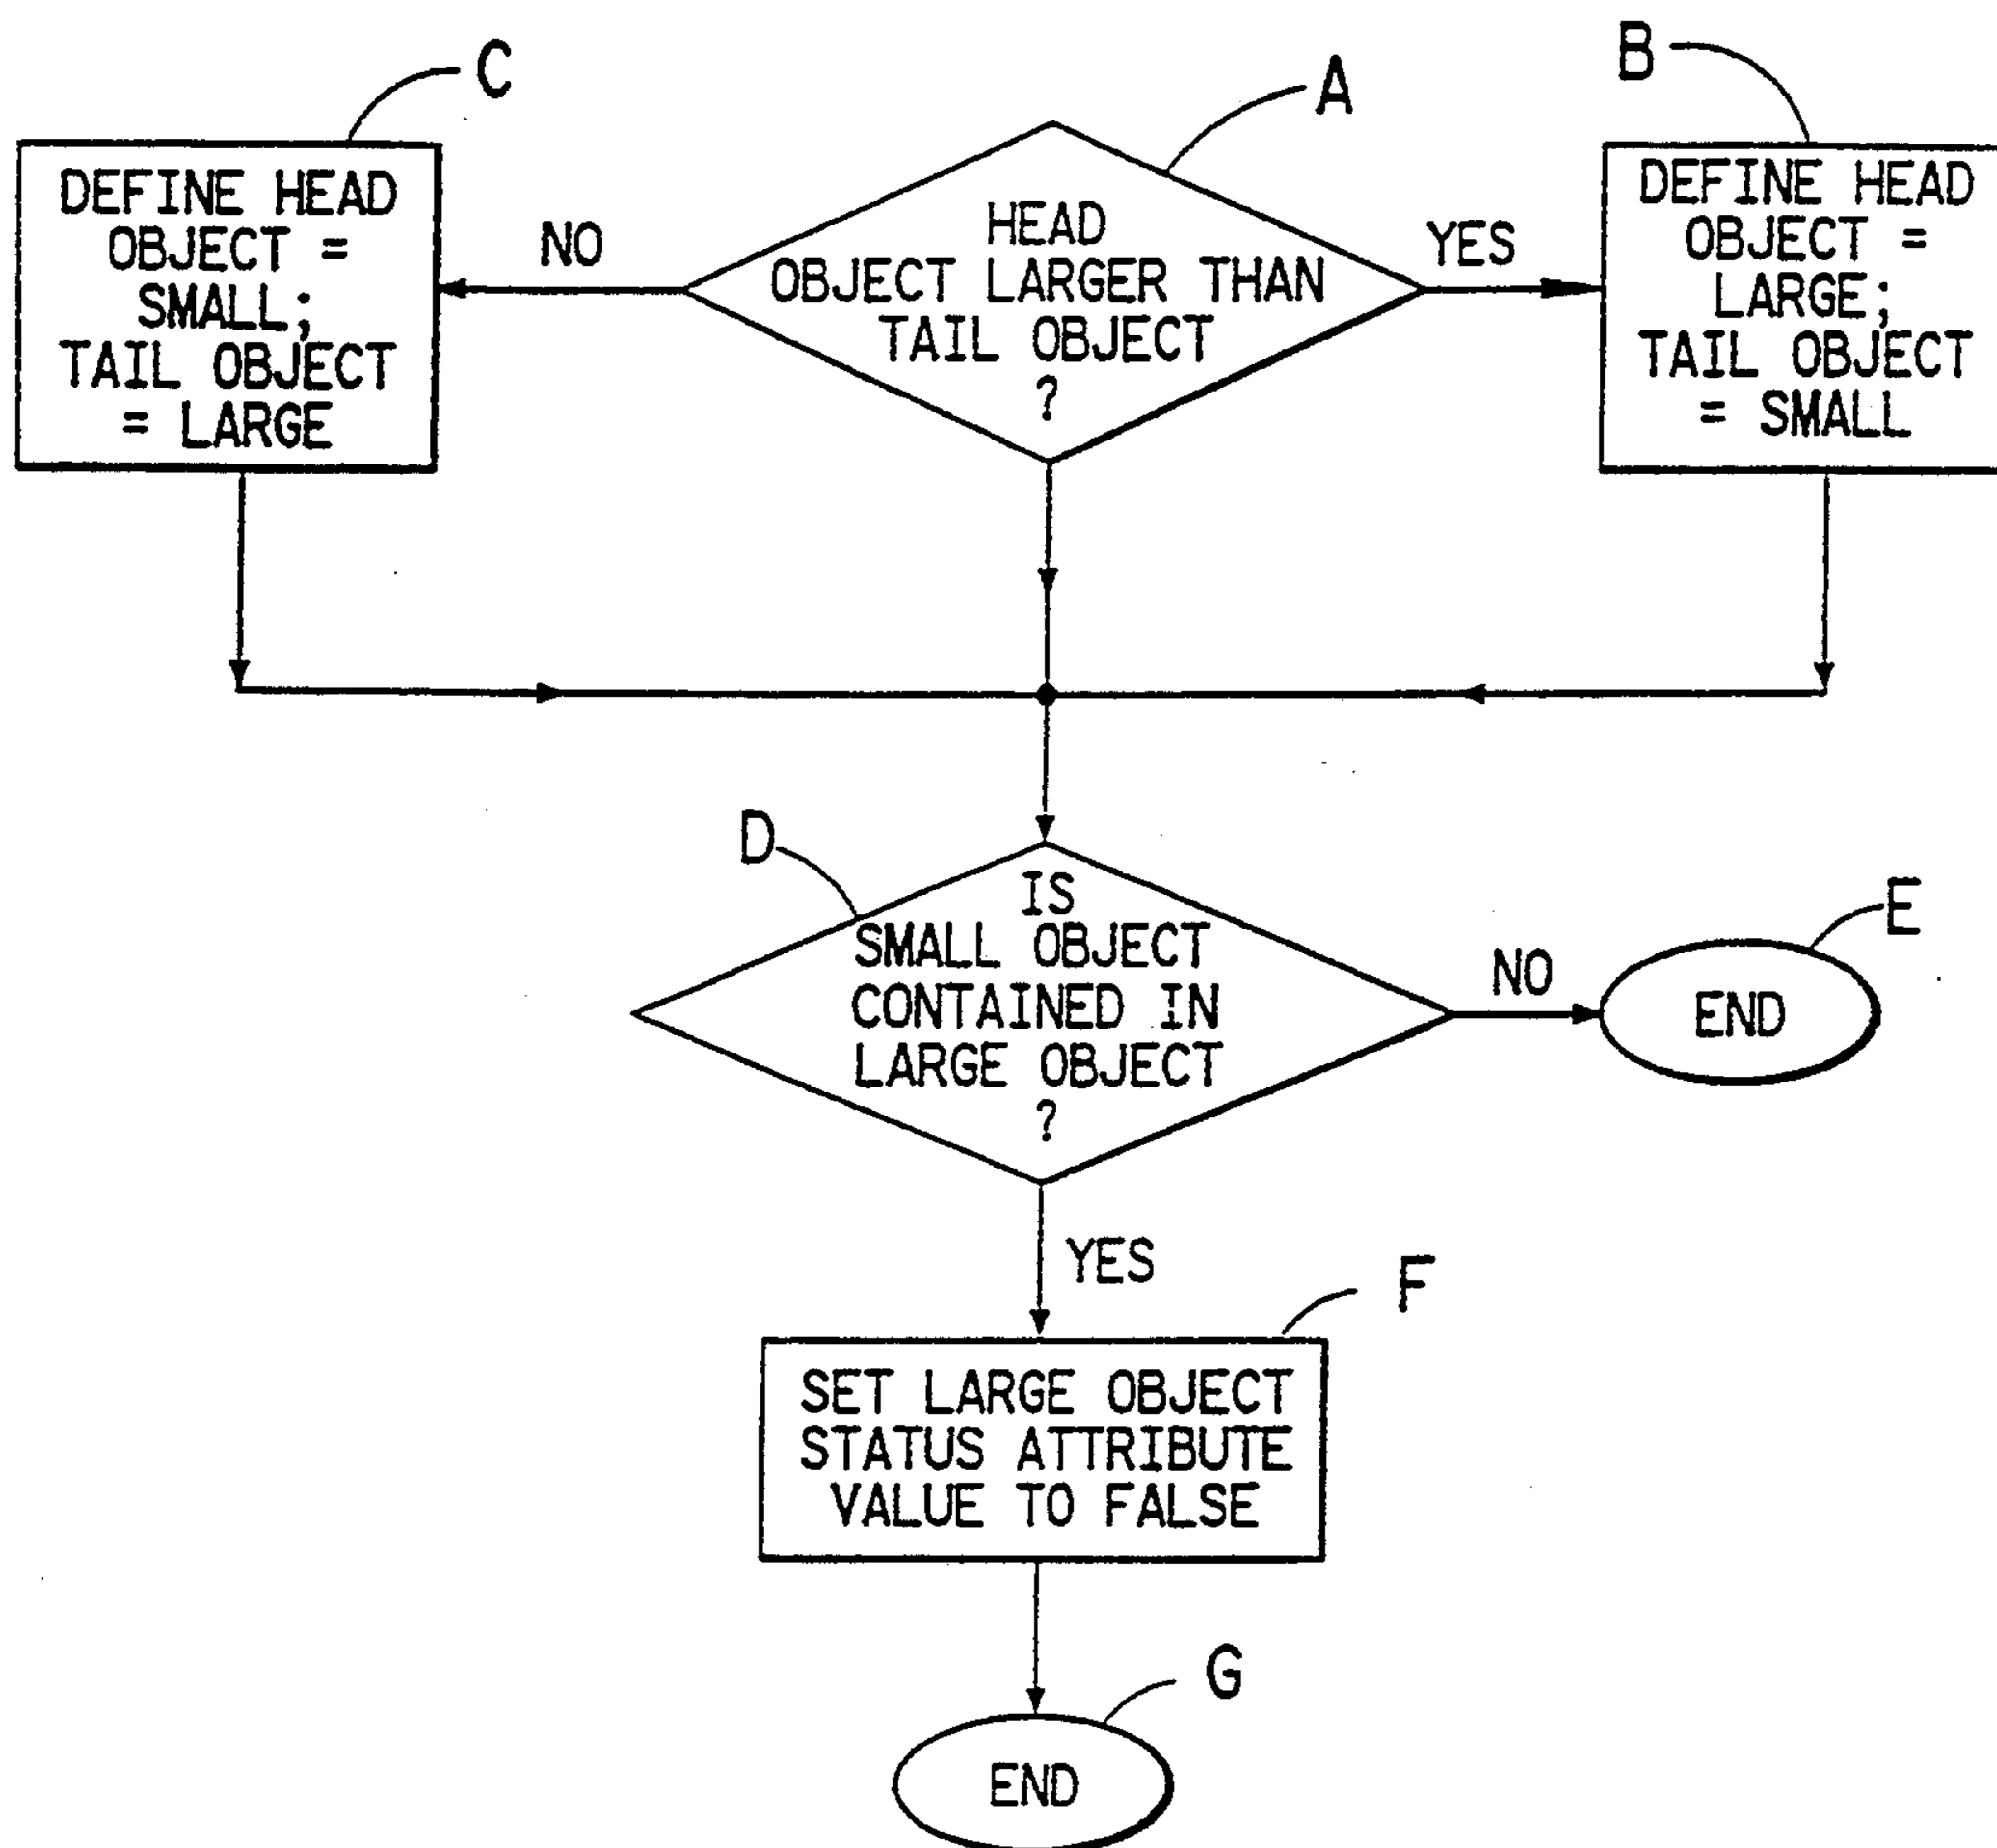 C
A
B
DEFINE HEAD
OBJECT =
SMALL;
TAIL OBJECT
= LARGE
NO
HEAD
OBJECT LARGER THAN
TAIL OBJECT
?
YES
DEFINE HEAD
OBJECT =
LARGE;
TAIL OBJECT
= SMALL
D
IS
SMALL OBJECT
CONTAINED IN
LARGE OBJECT
?
NO
E
END
YES
F
SET LARGE OBJECT
STATUS ATTRIBUTE
VALUE TO FALSE
G
END